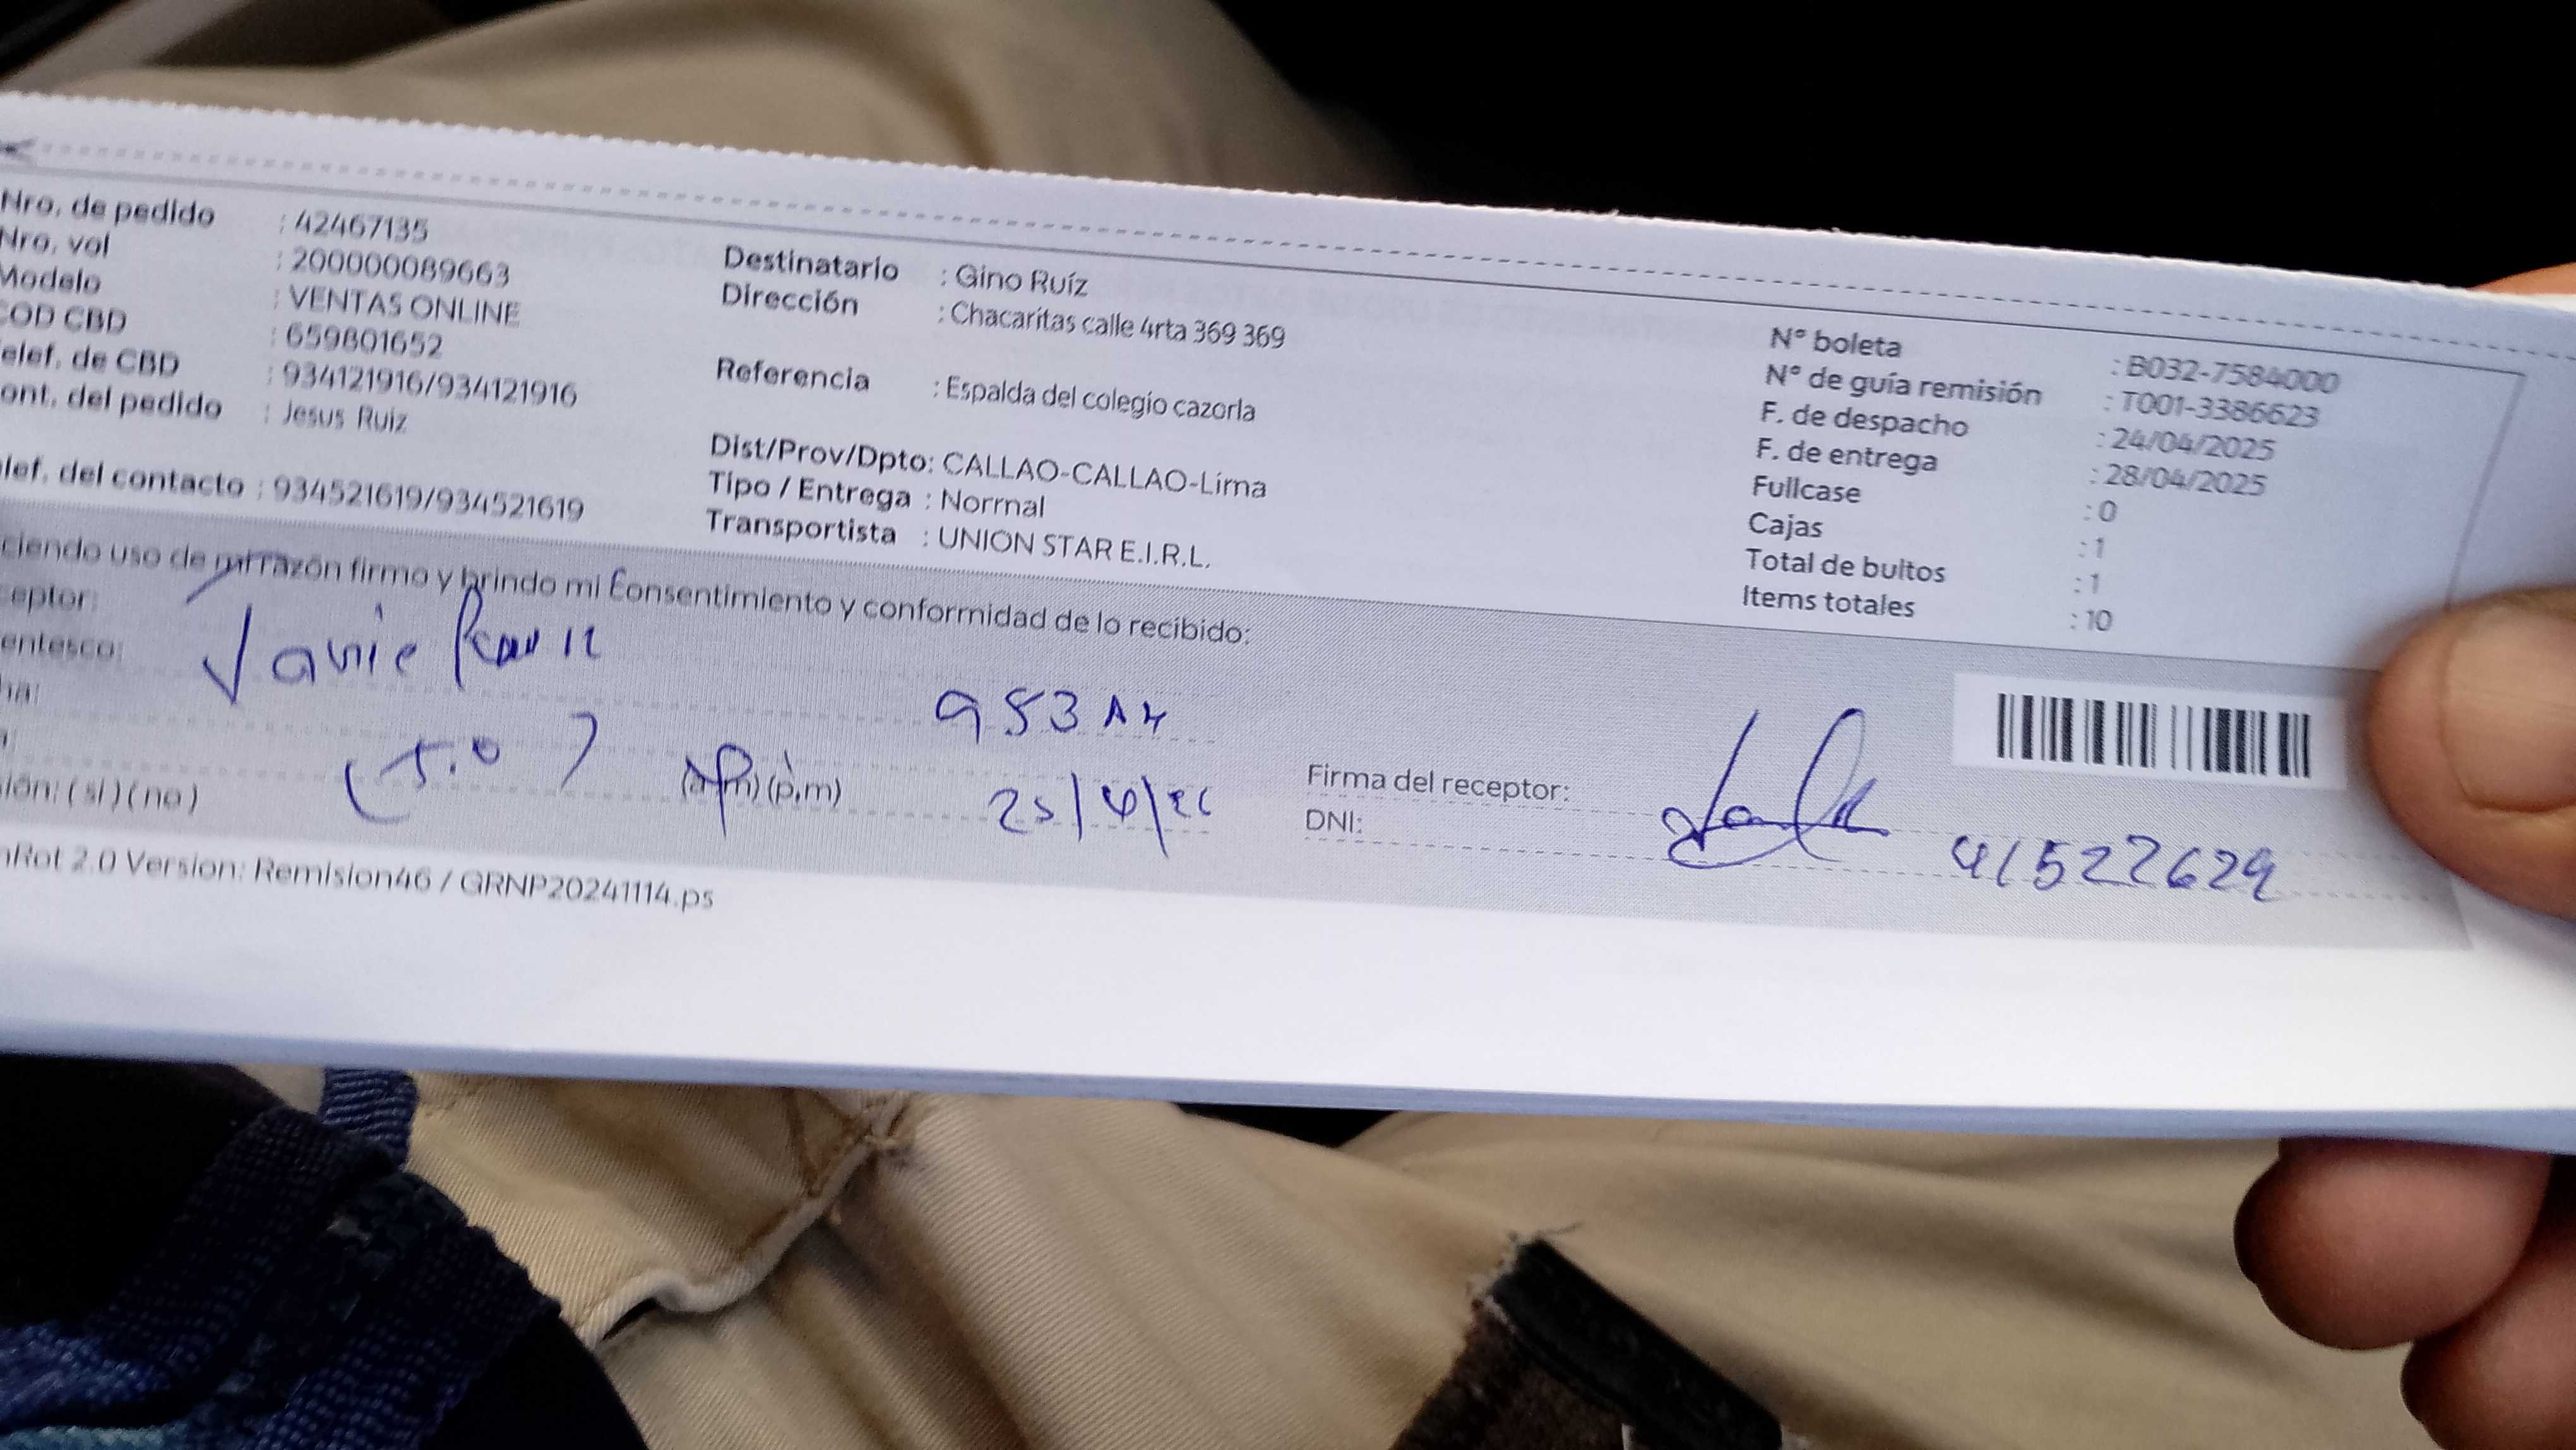 Nro. de pedido : 42467135
Nro. vol : 200000089663
Modelo : VENTAS ONLINE
COD CBD : 659801652
elef. de CBD : 934121916/934121916
ont. del pedido : Jesus Ruiz
lef. del contacto : 934521619/934521619
Destinatario : Gino Ruíz
Dirección : Chacaritas calle 4rta 369 369
Referencia : Espalda del colegio cazorla
Dist/Prov/Dpto: CALLAO-CALLAO-Lima
Tipo / Entrega : Normal
Transportista : UNION STAR E.I.R.L.
N° boleta : B032-7584000
N° de guía remisión : T001-3386623
F. de despacho : 24/04/2025
F. de entrega : 28/04/2025
Fullcase : 0
Cajas : 1
Total de bultos : 1
Items totales : 10
ciendo uso de mi razón firmo y brindo mi consentimiento y conformidad de lo recibido:
ceptor:
entesco:
ha:
953
(a.m) (p.m)
ión: ( si ) ( no )
Firma del receptor:
DNI: 41522629
nRot 2.0 Version: Remision46 / GRNP20241114.ps